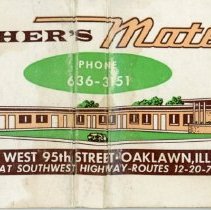 HER'S Mote
PHONE
636-3151
WEST 95th STREET • OAKLAWN, ILL
AT SOUTHWEST HIGHWAY-ROUTES 12-20-7